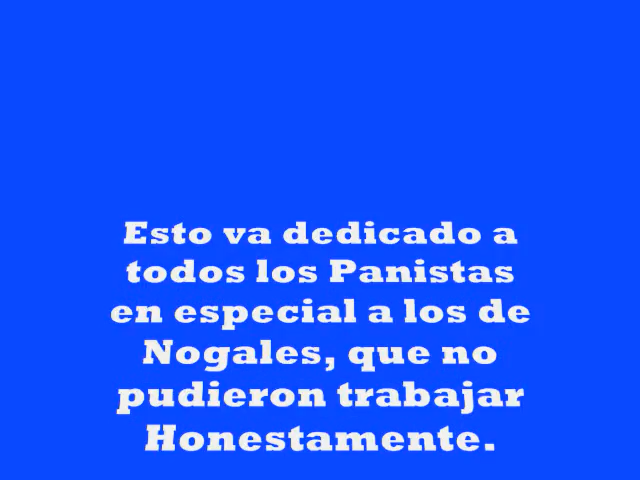 Esto va dedicado a
todos los Panistas
en especial a los de
Nogales, que no
pudieron trabajar
Honestamente.